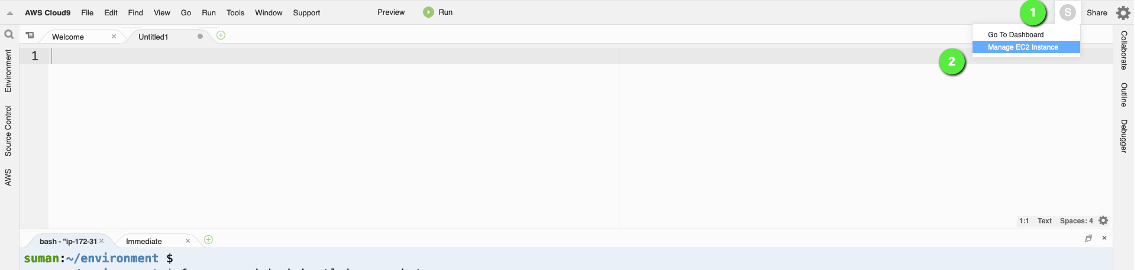 AWS Cloud9 File Edit Find View Go Run Tools Window Support Preview Run 1 S Share
Welcome × Untitled1
Go To Dashboard
Manage EC2 Instance
2
1
Environment
Source Control
AWS
Collaborate
Outline
Debugger
1:1 Text Spaces: 4
bash - "ip-172-31 × Immediate ×
suman:~/environment $